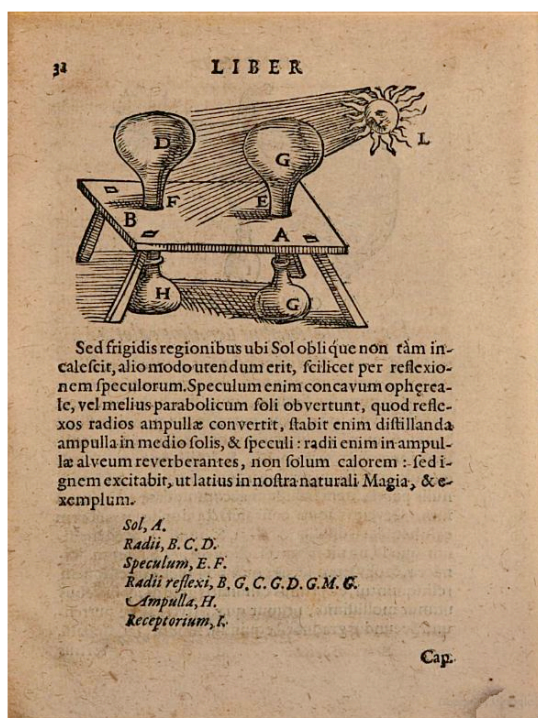 32 LIBER
D G L
B F E A
H G
Sed frigidis regionibus ubi Sol oblique non tàm in-
calescit, alio modo utendum erit, scilicet per reflexio-
nem speculorum. Speculum enim concavum ophærea-
le, vel melius parabolicum soli obvertunt, quod refle-
xos radios ampullæ convertit, stabit enim distillanda
ampulla in medio solis, & speculi : radii enim in ampul-
læ alveum reverberantes, non solum calorem : sed i-
gnem excitabit, ut latius in nostra naturali Magia, & e-
xemplum.
Sol, A.
Radii, B. C. D.
Speculum, E. F.
Radii reflexi, B, G, C. G. D. G. M. G.
Ampulla, H.
Receptorium, I.
Cap.